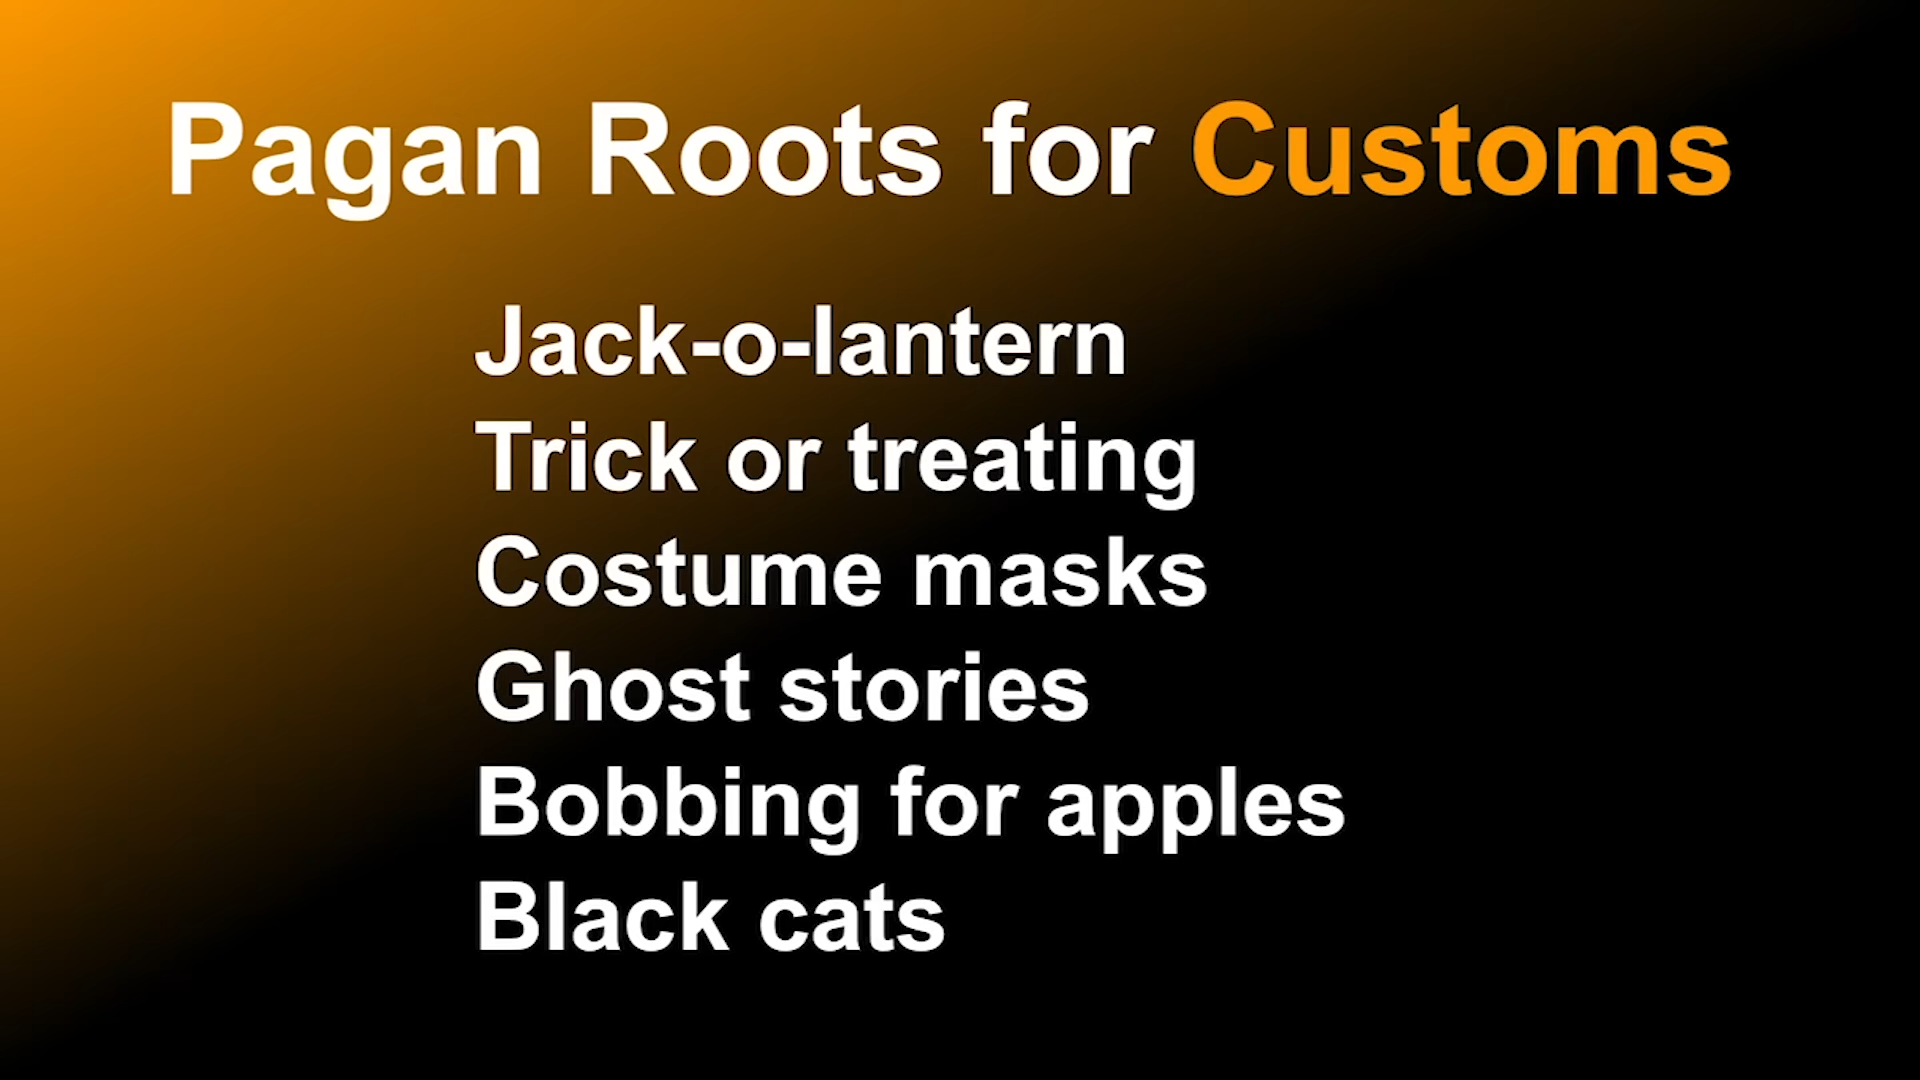 Pagan Roots for Customs
Jack-o-lantern
Trick or treating
Costume masks
Ghost stories
Bobbing for apples
Black cats